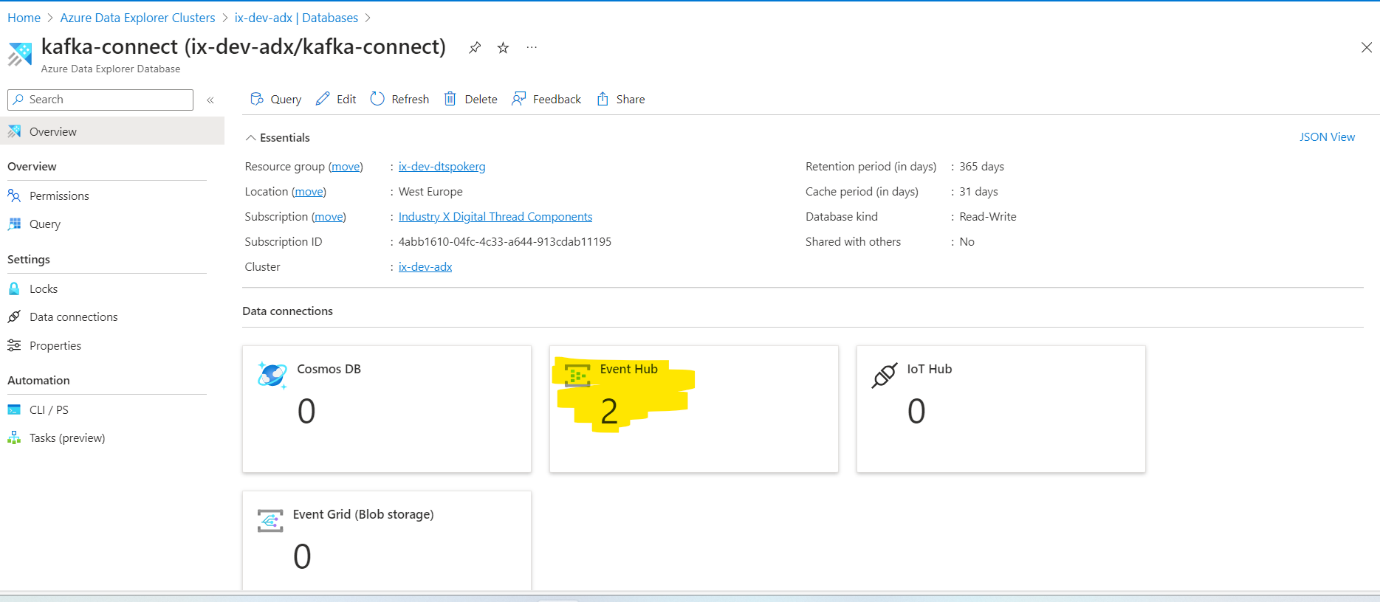 Home > Azure Data Explorer Clusters > ix-dev-adx | Databases >
kafka-connect (ix-dev-adx/kafka-connect)
Azure Data Explorer Database
Search
Overview
Overview
Permissions
Query
Settings
Locks
Data connections
Properties
Automation
CLI / PS
Tasks (preview)
Query Edit Refresh Delete Feedback Share
Essentials JSON View
Resource group (move) : ix-dev-dtspokerg
Location (move) : West Europe
Subscription (move) : Industry X Digital Thread Components
Subscription ID : 4abb1610-04fc-4c33-a644-913cdab11195
Cluster : ix-dev-adx
Retention period (in days) : 365 days
Cache period (in days) : 31 days
Database kind : Read-Write
Shared with others : No
Data connections
Cosmos DB
0
Event Hub
2
IoT Hub
0
Event Grid (Blob storage)
0